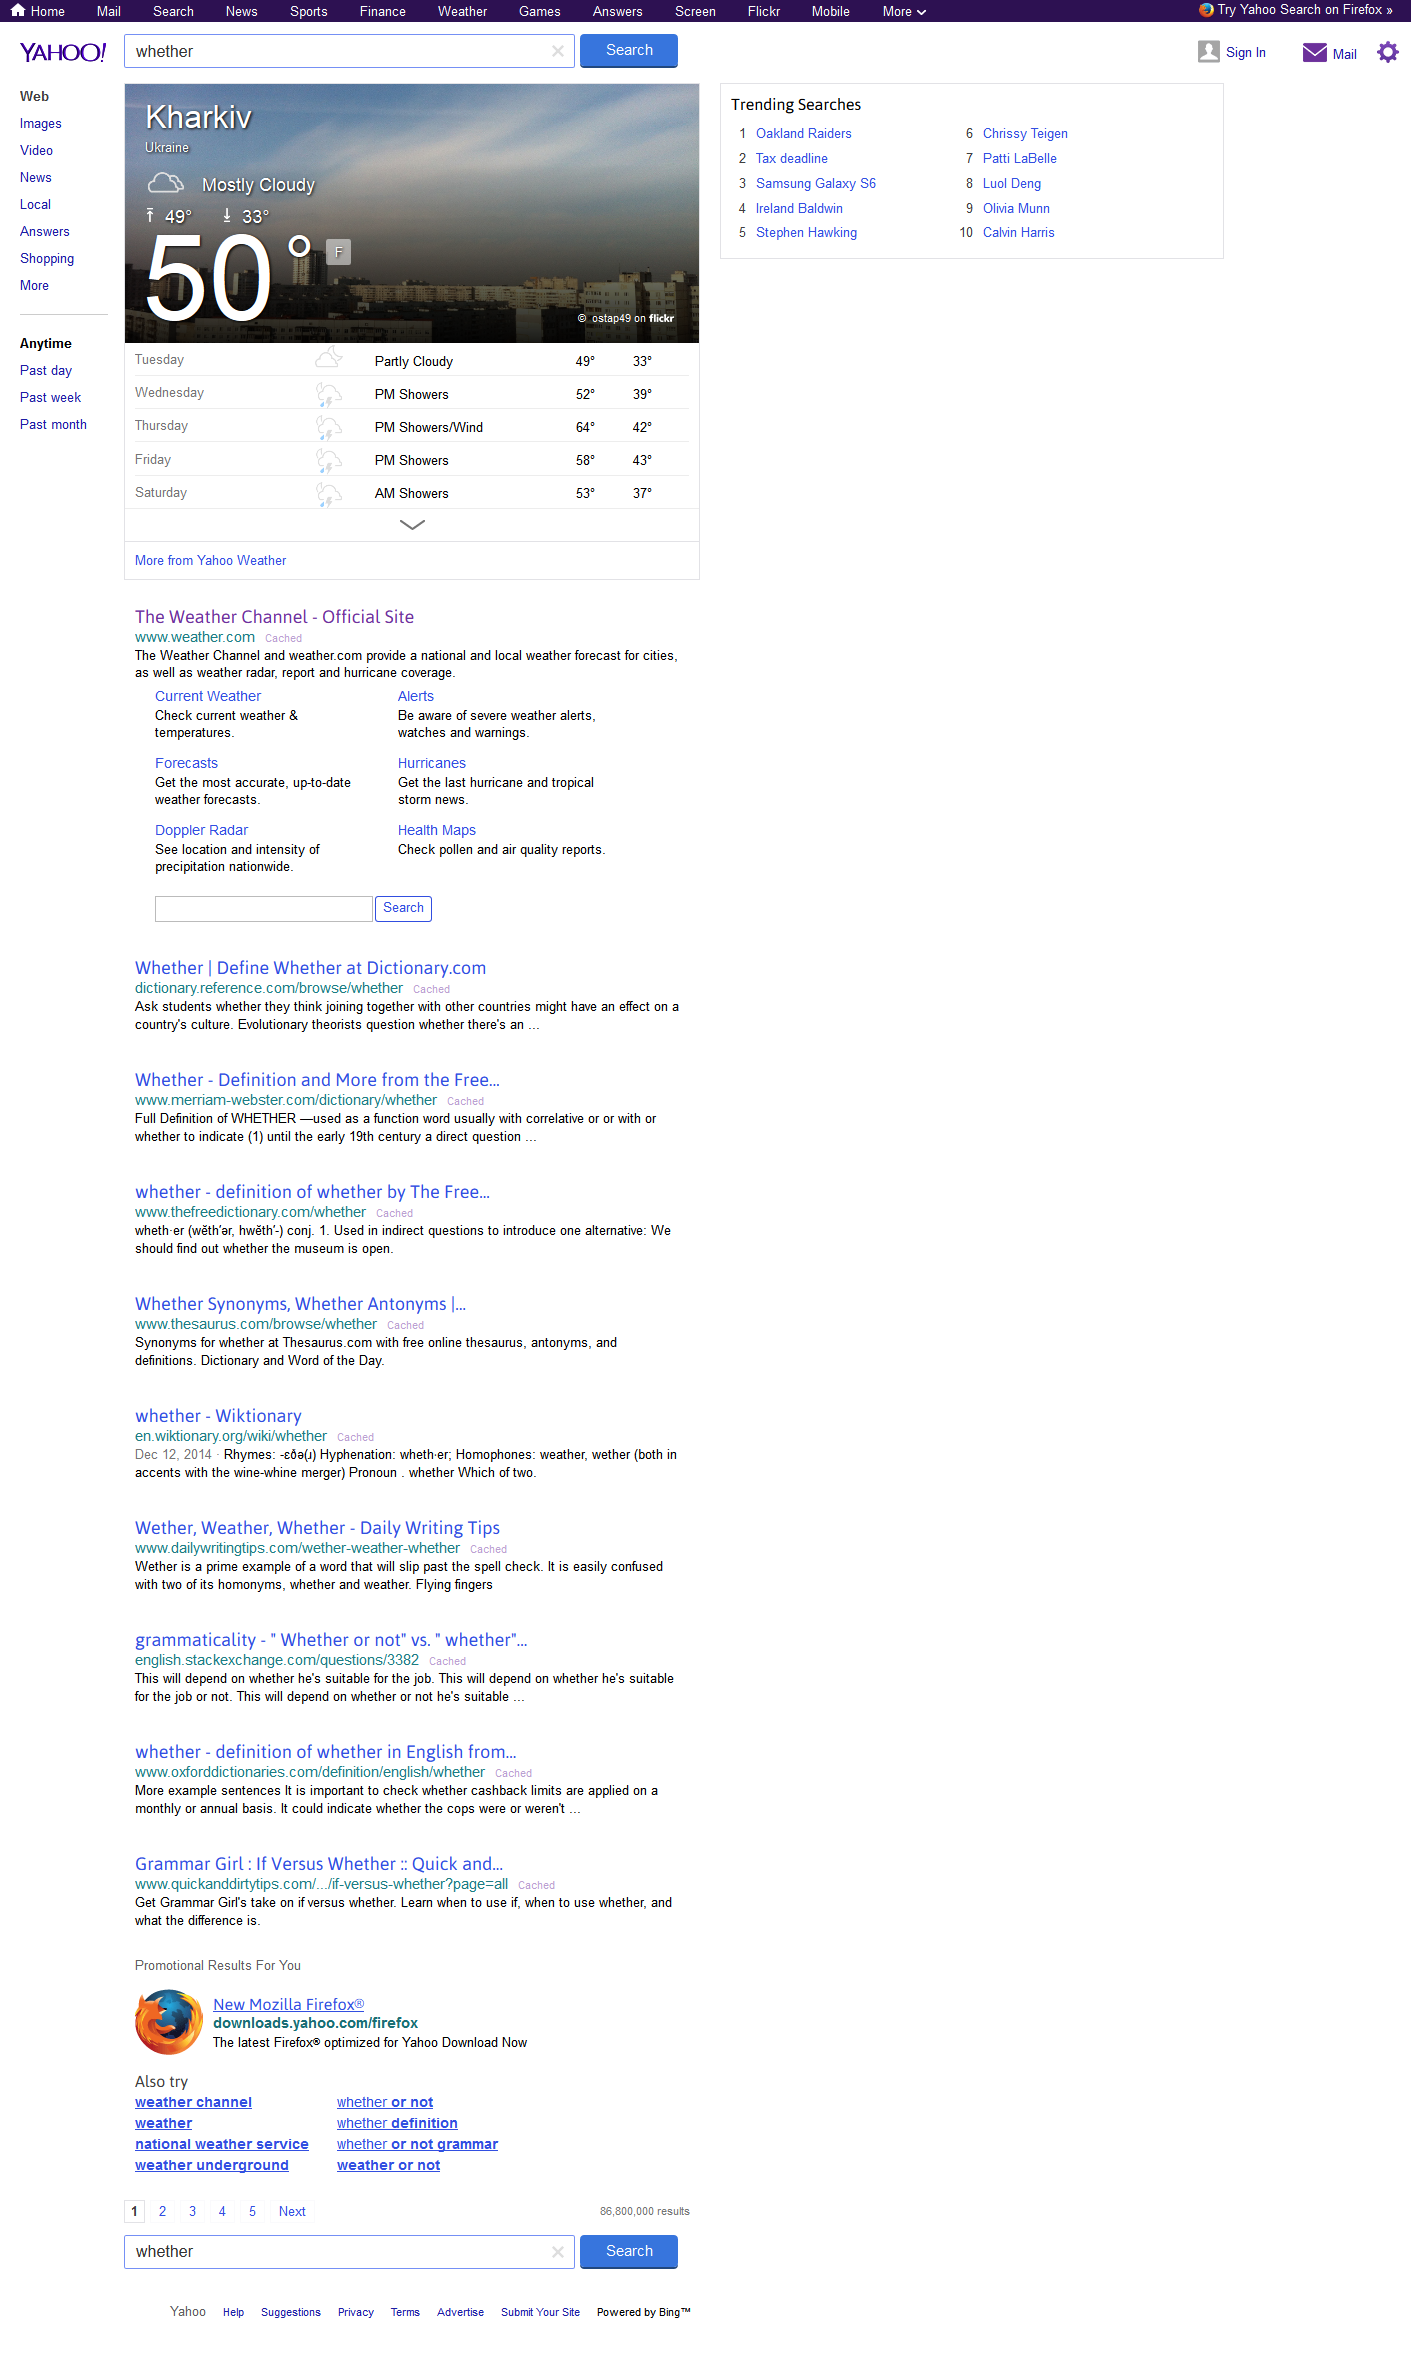 Home Mail Search News Sports Finance Weather Games Answers Screen Flickr Mobile More Try Yahoo Search on Firefox »
YAHOO! whether Search Sign In Mail
Web
Images
Video
News
Local
Answers
Shopping
More
Anytime
Past day
Past week
Past month
Kharkiv
Ukraine
Mostly Cloudy
49° 33°
50° F
© ostap49 on flickr
Tuesday Partly Cloudy 49° 33°
Wednesday PM Showers 52° 39°
Thursday PM Showers/Wind 64° 42°
Friday PM Showers 58° 43°
Saturday AM Showers 53° 37°
More from Yahoo Weather
Trending Searches
1 Oakland Raiders 6 Chrissy Teigen
2 Tax deadline 7 Patti LaBelle
3 Samsung Galaxy S6 8 Luol Deng
4 Ireland Baldwin 9 Olivia Munn
5 Stephen Hawking 10 Calvin Harris
The Weather Channel - Official Site
www.weather.com Cached
The Weather Channel and weather.com provide a national and local weather forecast for cities,
as well as weather radar, report and hurricane coverage.
Current Weather
Check current weather &
temperatures.
Alerts
Be aware of severe weather alerts,
watches and warnings.
Forecasts
Get the most accurate, up-to-date
weather forecasts.
Hurricanes
Get the last hurricane and tropical
storm news.
Doppler Radar
See location and intensity of
precipitation nationwide.
Health Maps
Check pollen and air quality reports.
Search
Whether | Define Whether at Dictionary.com
dictionary.reference.com/browse/whether Cached
Ask students whether they think joining together with other countries might have an effect on a
country's culture. Evolutionary theorists question whether there's an ...
Whether - Definition and More from the Free...
www.merriam-webster.com/dictionary/whether Cached
Full Definition of WHETHER —used as a function word usually with correlative or or with or
whether to indicate (1) until the early 19th century a direct question ...
whether - definition of whether by The Free...
www.thefreedictionary.com/whether Cached
wheth·er (wĕth′ər, hwĕth′-) conj. 1. Used in indirect questions to introduce one alternative: We
should find out whether the museum is open.
Whether Synonyms, Whether Antonyms |...
www.thesaurus.com/browse/whether Cached
Synonyms for whether at Thesaurus.com with free online thesaurus, antonyms, and
definitions. Dictionary and Word of the Day.
whether - Wiktionary
en.wiktionary.org/wiki/whether Cached
Dec 12, 2014 · Rhymes: -ɛðə(ɹ) Hyphenation: wheth·er; Homophones: weather, wether (both in
accents with the wine-whine merger) Pronoun . whether Which of two.
Wether, Weather, Whether - Daily Writing Tips
www.dailywritingtips.com/wether-weather-whether Cached
Wether is a prime example of a word that will slip past the spell check. It is easily confused
with two of its homonyms, whether and weather. Flying fingers
grammaticality - " Whether or not" vs. " whether"...
english.stackexchange.com/questions/3382 Cached
This will depend on whether he's suitable for the job. This will depend on whether he's suitable
for the job or not. This will depend on whether or not he's suitable ...
whether - definition of whether in English from...
www.oxforddictionaries.com/definition/english/whether Cached
More example sentences It is important to check whether cashback limits are applied on a
monthly or annual basis. It could indicate whether the cops were or weren't ...
Grammar Girl : If Versus Whether :: Quick and...
www.quickanddirtytips.com/.../if-versus-whether?page=all Cached
Get Grammar Girl's take on if versus whether. Learn when to use if, when to use whether, and
what the difference is.
Promotional Results For You
New Mozilla Firefox®
downloads.yahoo.com/firefox
The latest Firefox® optimized for Yahoo Download Now
Also try
weather channel whether or not
weather whether definition
national weather service whether or not grammar
weather underground weather or not
1 2 3 4 5 Next 86,800,000 results
whether Search
Yahoo Help Suggestions Privacy Terms Advertise Submit Your Site Powered by Bing™